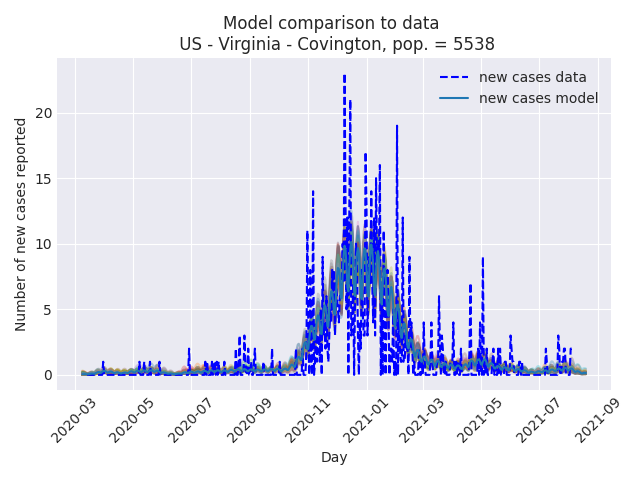 Model comparison to data
US - Virginia - Covington, pop. = 5538
new cases data
new cases model
Number of new cases reported
20
15
10
5
0
2020-03
2020-05
2020-07
2020-09
2020-11
2021-01
2021-03
2021-05
2021-07
2021-09
Day